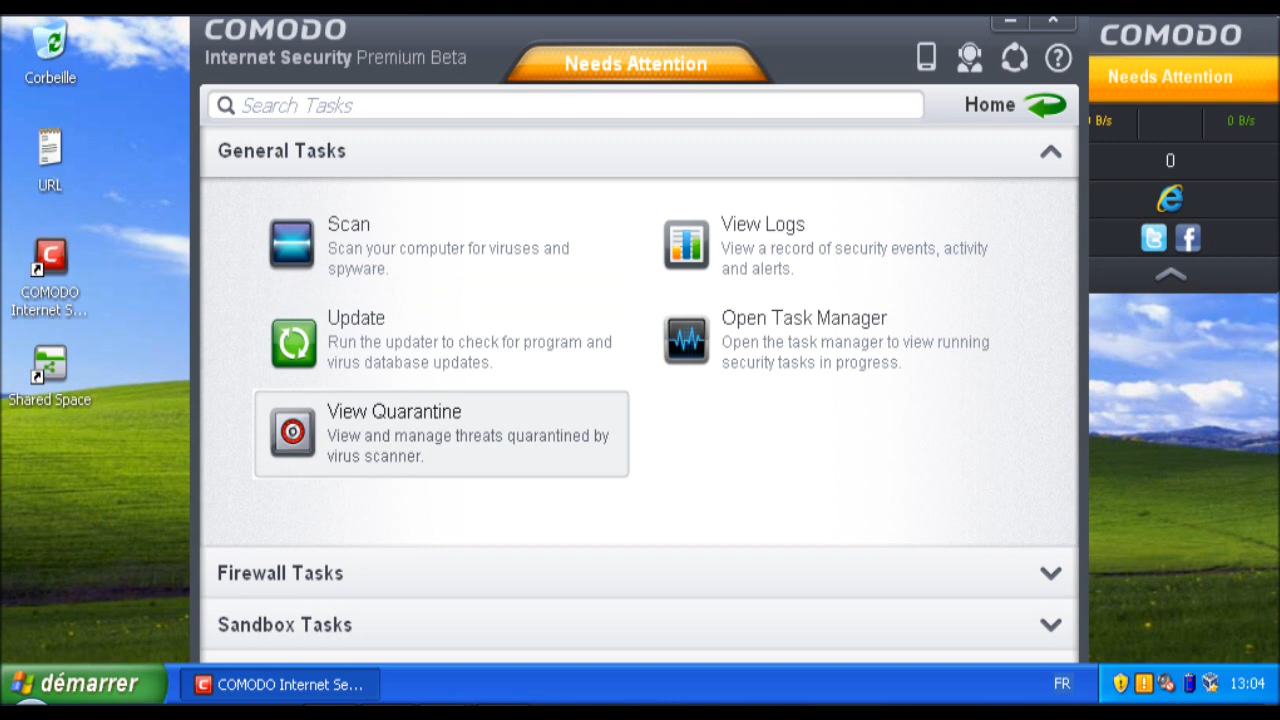 Corbeille
URL
COMODO
Internet S...
Shared Space
COMODO
Internet Security Premium Beta
Needs Attention
Search Tasks
Home
General Tasks
Scan
Scan your computer for viruses and
spyware.
View Logs
View a record of security events, activity
and alerts.
Update
Run the updater to check for program and
virus database updates.
Open Task Manager
Open the task manager to view running
security tasks in progress.
View Quarantine
View and manage threats quarantined by
virus scanner.
Firewall Tasks
Sandbox Tasks
COMODO
Needs Attention
B/s
0 B/s
0
démarrer
COMODO Internet Se...
FR
13:04